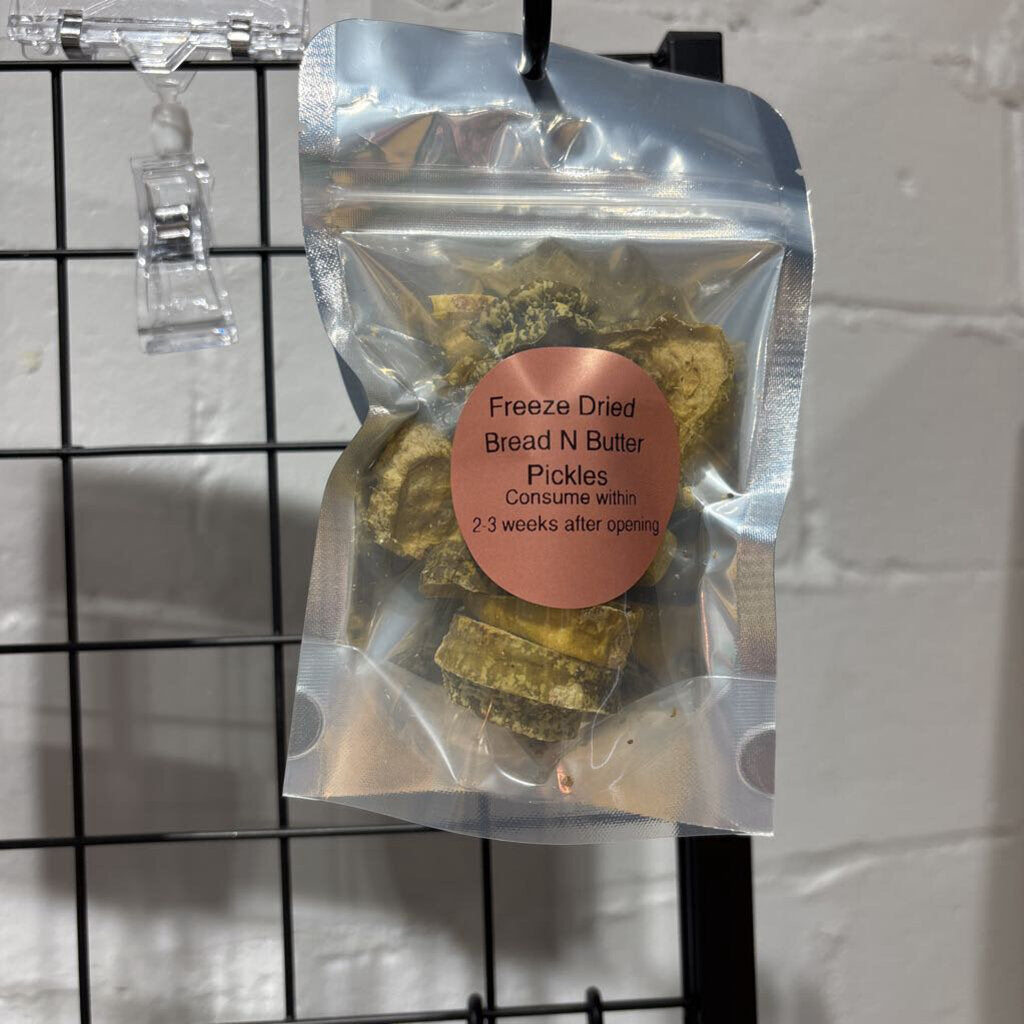 Freeze Dried
Bread N Butter
Pickles
Consume within
2-3 weeks after opening